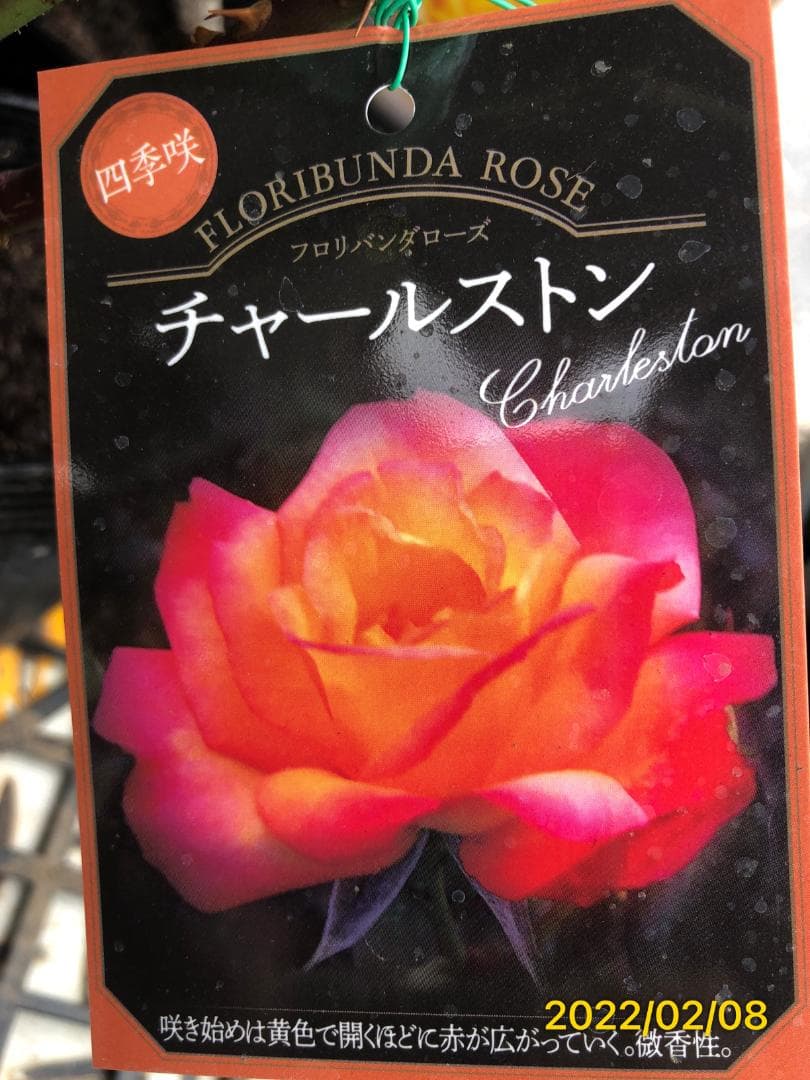 四季咲
FLORIBUNDA ROSE
フロリバンダローズ
チャールストン
Charleston
2022/02/08
咲き始めは黄色で開くほどに赤が広がっていく。微香性。